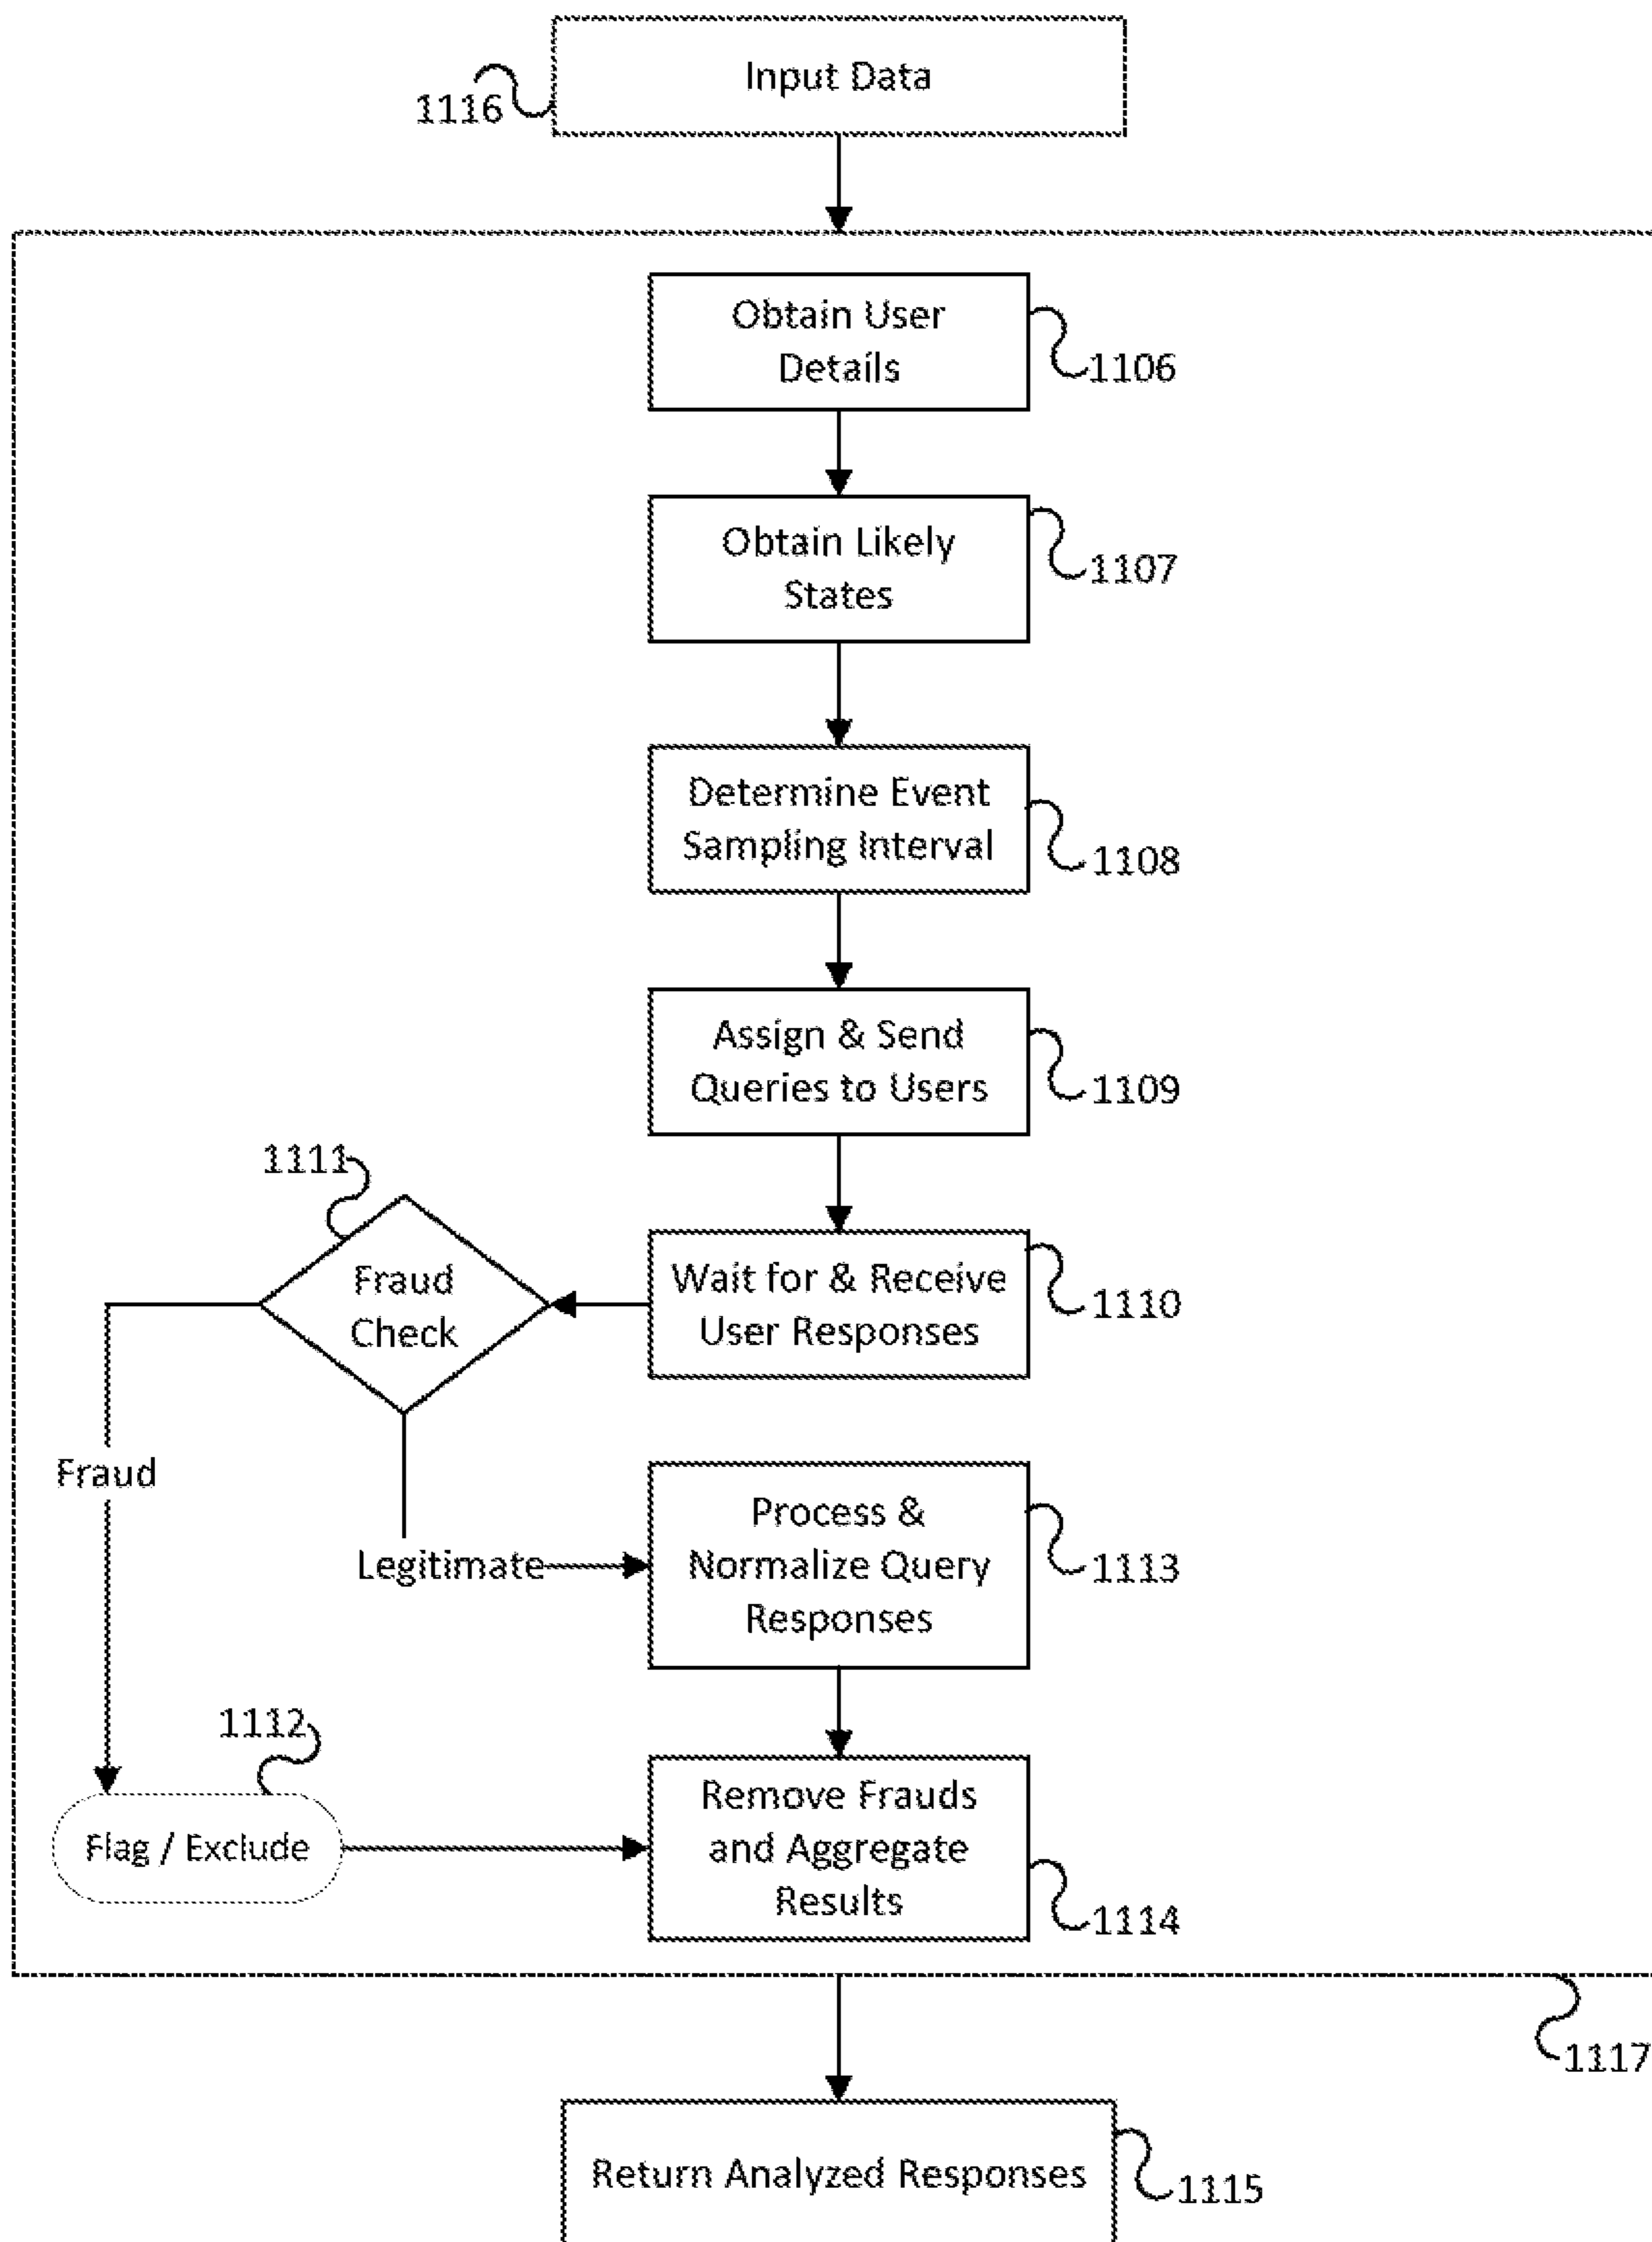 Input Data
1116
Obtain User
Details
1106
Obtain Likely
States
1107
Determine Event
Sampling Interval
1108
Assign & Send
Queries to Users
1109
1111
Fraud
Check
Wait for & Receive
User Responses
1110
Fraud
Legitimate
Process &
Normalize Query
Responses
1113
1112
Flag / Exclude
Remove Frauds
and Aggregate
Results
1114
1117
Return Analyzed Responses
1115